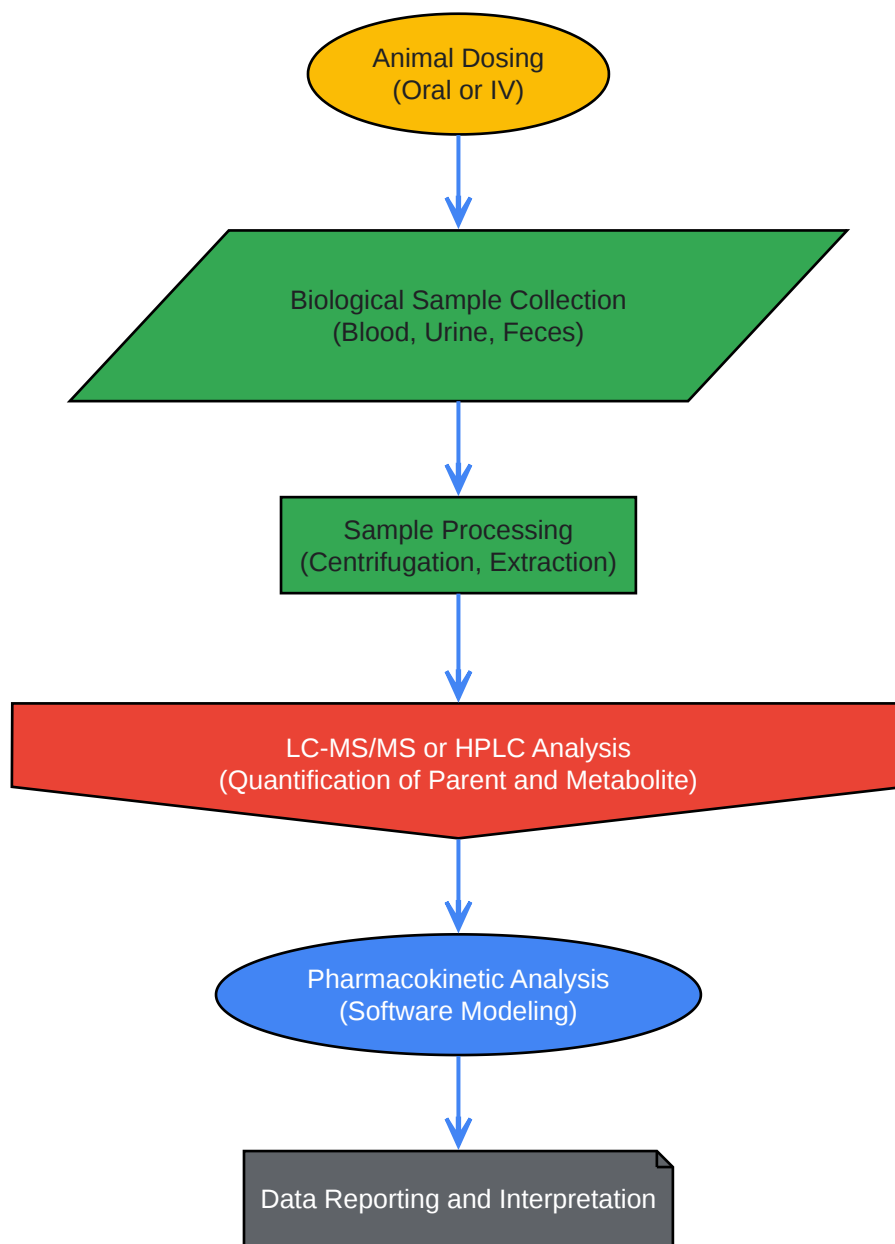 Animal Dosing
(Oral or IV)
Biological Sample Collection
(Blood, Urine, Feces)
Sample Processing
(Centrifugation, Extraction)
LC-MS/MS or HPLC Analysis
(Quantification of Parent and Metabolite)
Pharmacokinetic Analysis
(Software Modeling)
Data Reporting and Interpretation